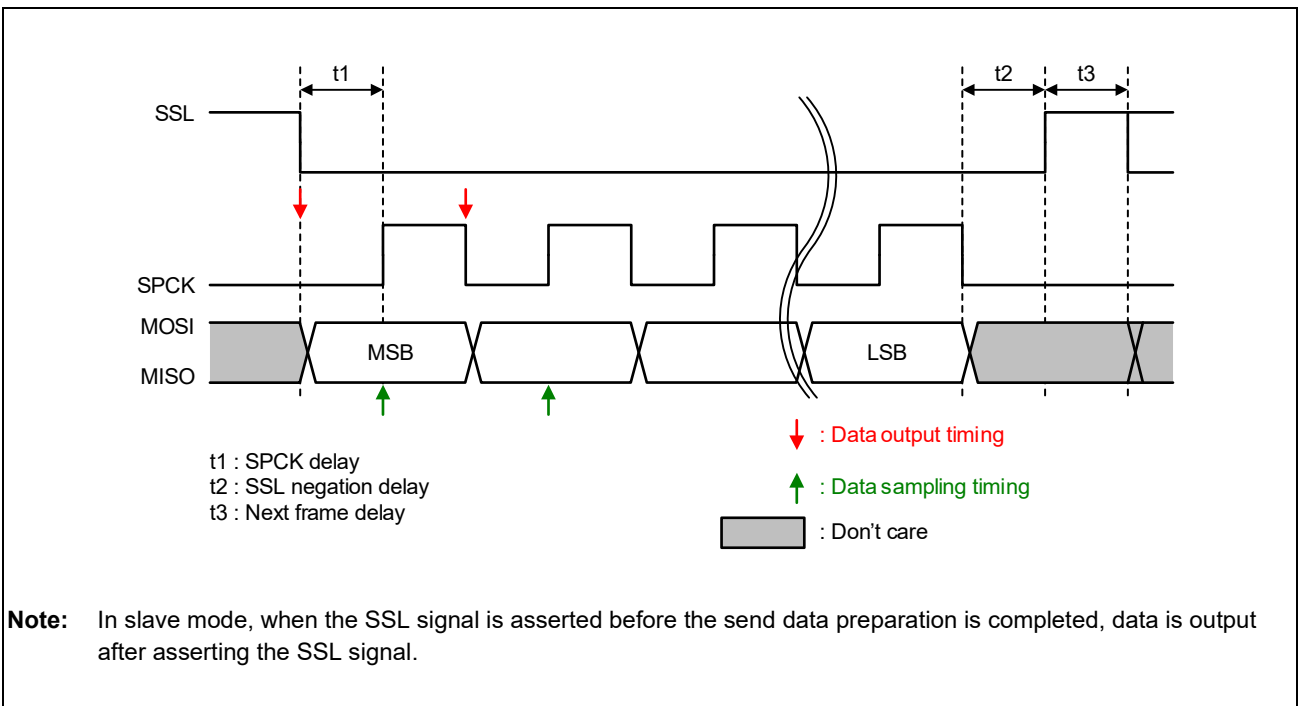 t1
t2
t3
SSL
SPCK
MOSI
MISO
MSB
LSB
: Data output timing
: Data sampling timing
: Don't care
t1 : SPCK delay
t2 : SSL negation delay
t3 : Next frame delay
Note: In slave mode, when the SSL signal is asserted before the send data preparation is completed, data is output
after asserting the SSL signal.